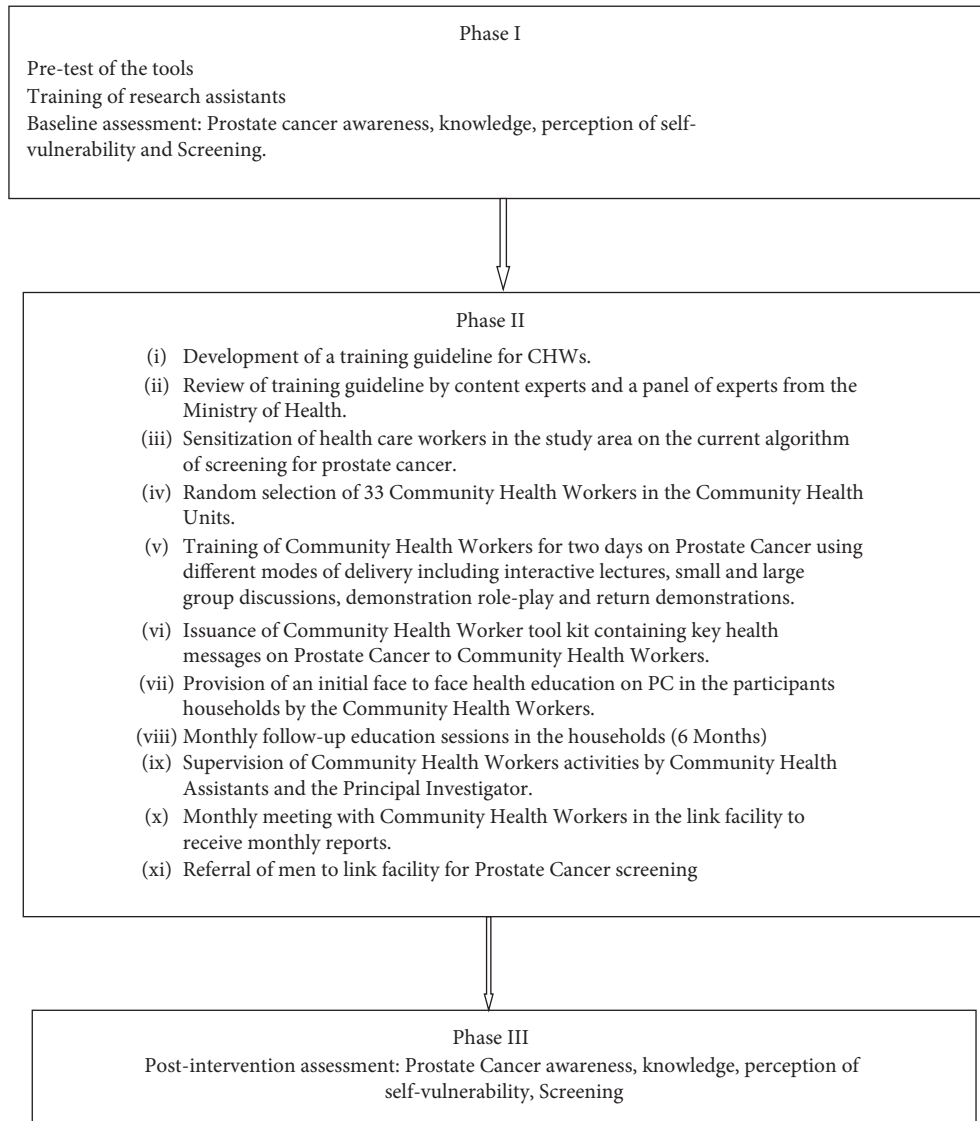 Phase I
Pre-test of the tools
Training of research assistants
Baseline assessment: Prostate cancer awareness, knowledge, perception of self-
vulnerability and Screening.
Phase II
(i) Development of a training guideline for CHWs.
(ii) Review of training guideline by content experts and a panel of experts from the
Ministry of Health.
(iii) Sensitization of health care workers in the study area on the current algorithm
of screening for prostate cancer.
(iv) Random selection of 33 Community Health Workers in the Community Health
Units.
(v) Training of Community Health Workers for two days on Prostate Cancer using
different modes of delivery including interactive lectures, small and large
group discussions, demonstration role-play and return demonstrations.
(vi) Issuance of Community Health Worker tool kit containing key health
messages on Prostate Cancer to Community Health Workers.
(vii) Provision of an initial face to face health education on PC in the participants
households by the Community Health Workers.
(viii) Monthly follow-up education sessions in the households (6 Months)
(ix) Supervision of Community Health Workers activities by Community Health
Assistants and the Principal Investigator.
(x) Monthly meeting with Community Health Workers in the link facility to
receive monthly reports.
(xi) Referral of men to link facility for Prostate Cancer screening
Phase III
Post-intervention assessment: Prostate Cancer awareness, knowledge, perception of
self-vulnerability, Screening